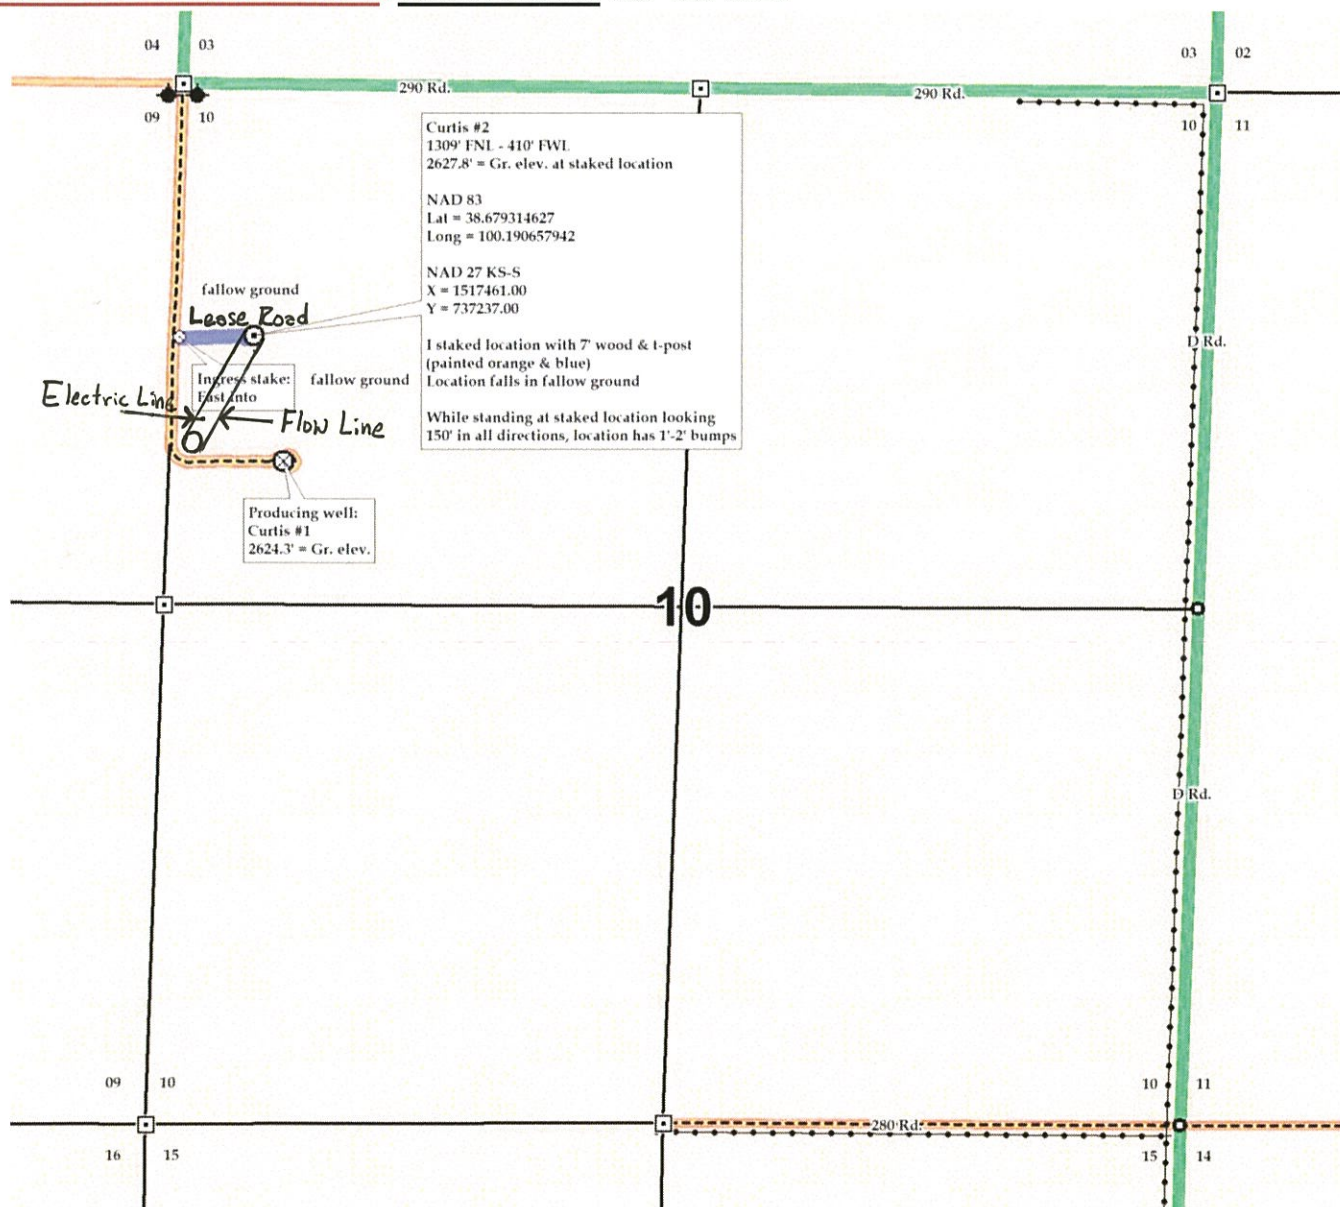 04 03
03 02
290 Rd.
290 Rd.
09 10
10 11
Curtis #2
1309' FNL - 410' FWL
2627.8' = Gr. elev. at staked location
NAD 83
Lat = 38.679314627
Long = 100.190657942
NAD 27 KS-S
X = 1517461.00
Y = 737237.00
I staked location with 7' wood & t-post
(painted orange & blue)
Location falls in fallow ground
While standing at staked location looking
150' in all directions, location has 1'-2' bumps
fallow ground
Lease Road
D Rd.
Ingress stake:
East into
fallow ground
Electric Line
Flow Line
Producing well:
Curtis #1
2624.3' = Gr. elev.
10
D Rd.
09 10
10 11
280 Rd.
16 15
15 14